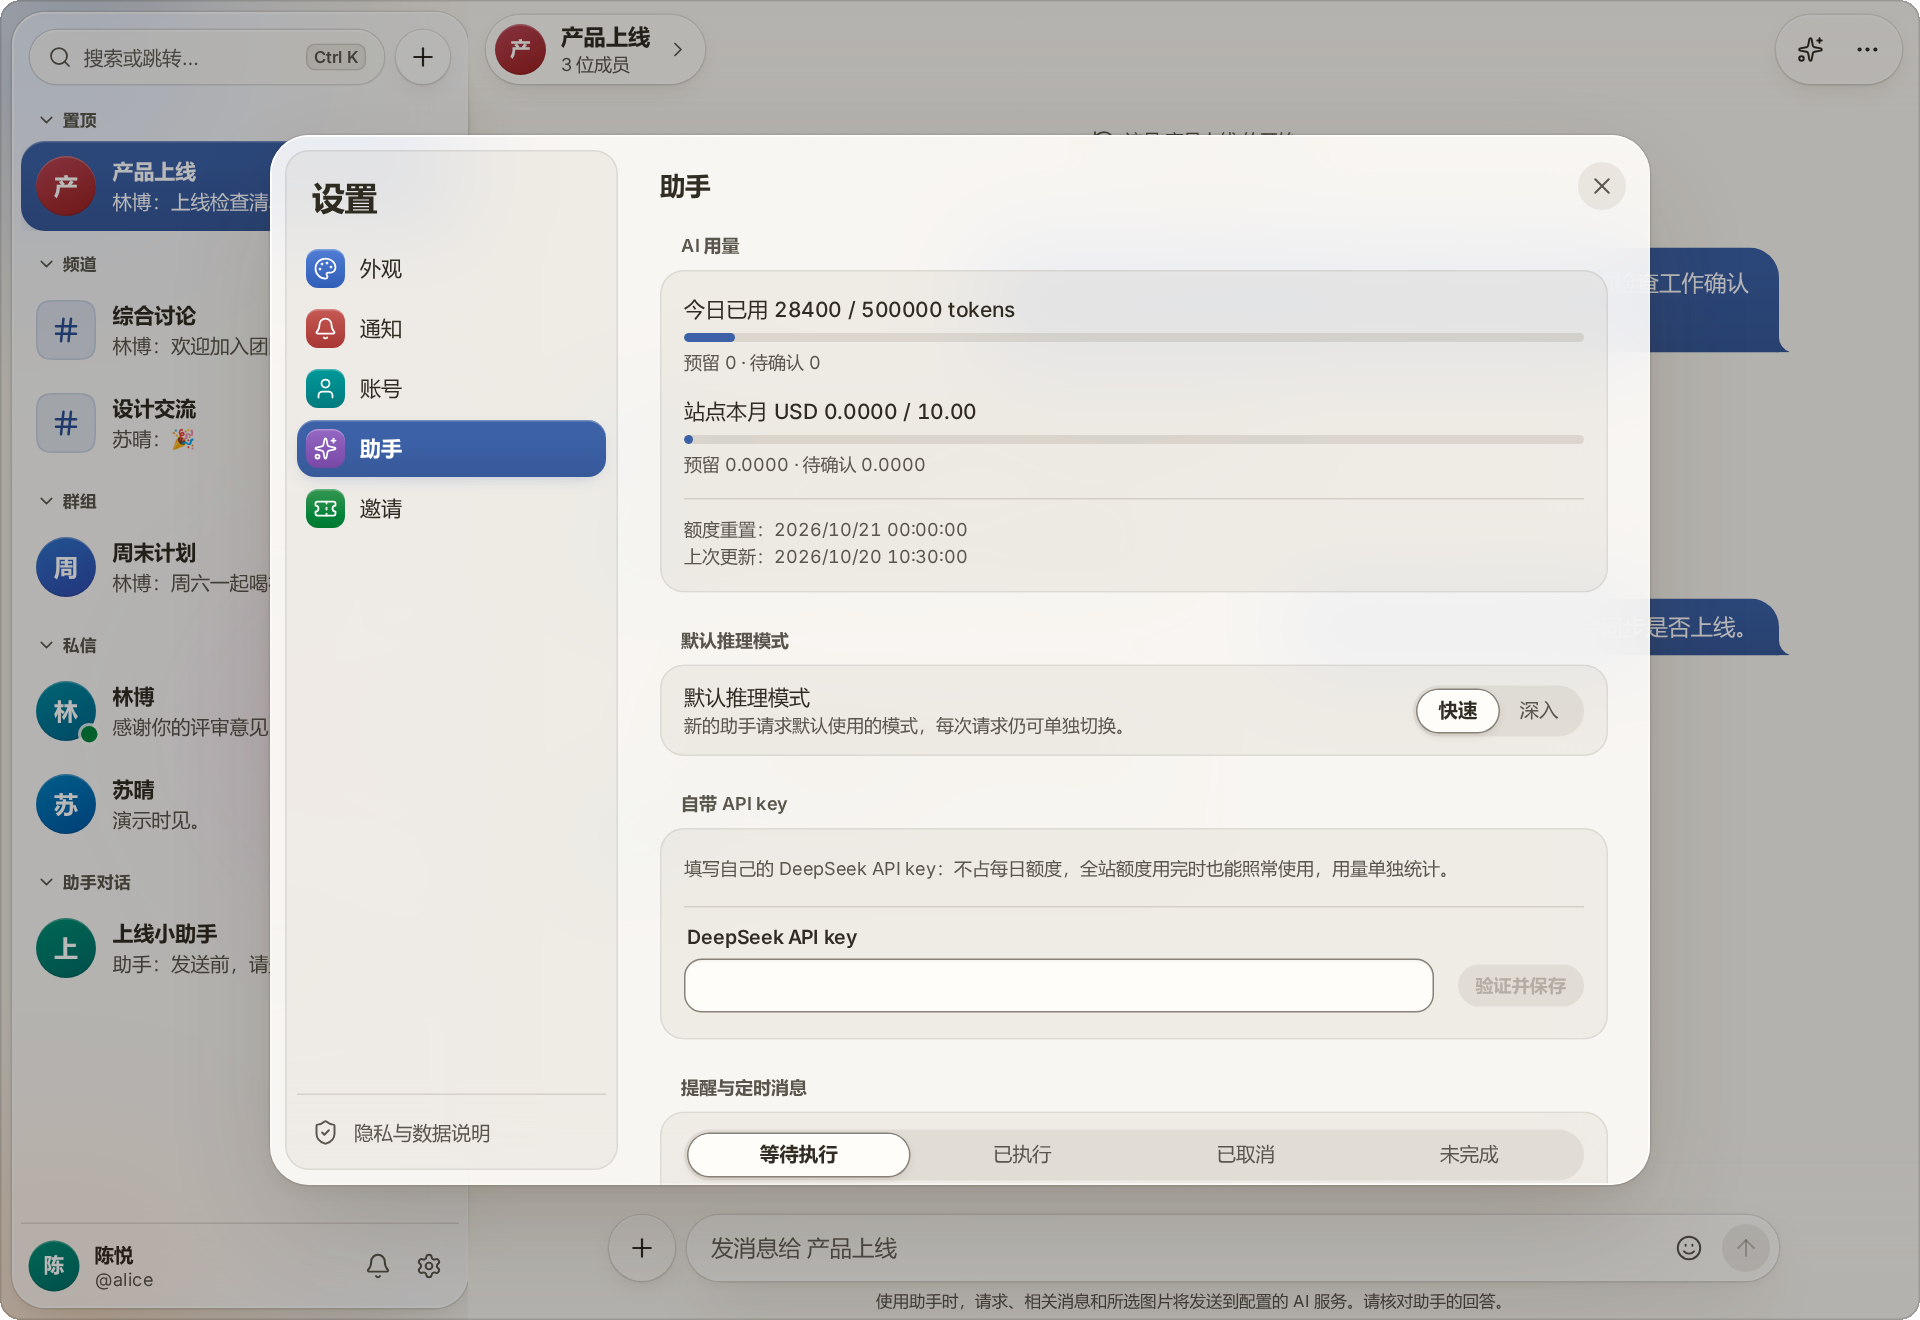 搜索或跳转...
Ctrl K
置顶
产
产品上线
林博：上线检查清
频道
综合讨论
林博：欢迎加入团
设计交流
苏晴：🎉
群组
周
周末计划
林博：周六一起喝
私信
林
林博
感谢你的评审意见
苏
苏晴
演示时见。
助手对话
上
上线小助手
助手：发送前，请
陈
陈悦
@alice
产
产品上线
3 位成员
查工作确认
是否上线。
发消息给 产品上线
使用助手时，请求、相关消息和所选图片将发送到配置的 AI 服务。请核对助手的回答。
设置
外观
通知
账号
助手
邀请
隐私与数据说明
助手
AI 用量
今日已用 28400 / 500000 tokens
预留 0 · 待确认 0
站点本月 USD 0.0000 / 10.00
预留 0.0000 · 待确认 0.0000
额度重置：2026/10/21 00:00:00
上次更新：2026/10/20 10:30:00
默认推理模式
默认推理模式
新的助手请求默认使用的模式，每次请求仍可单独切换。
快速
深入
自带 API key
填写自己的 DeepSeek API key：不占每日额度，全站额度用完时也能照常使用，用量单独统计。
DeepSeek API key
验证并保存
提醒与定时消息
等待执行
已执行
已取消
未完成